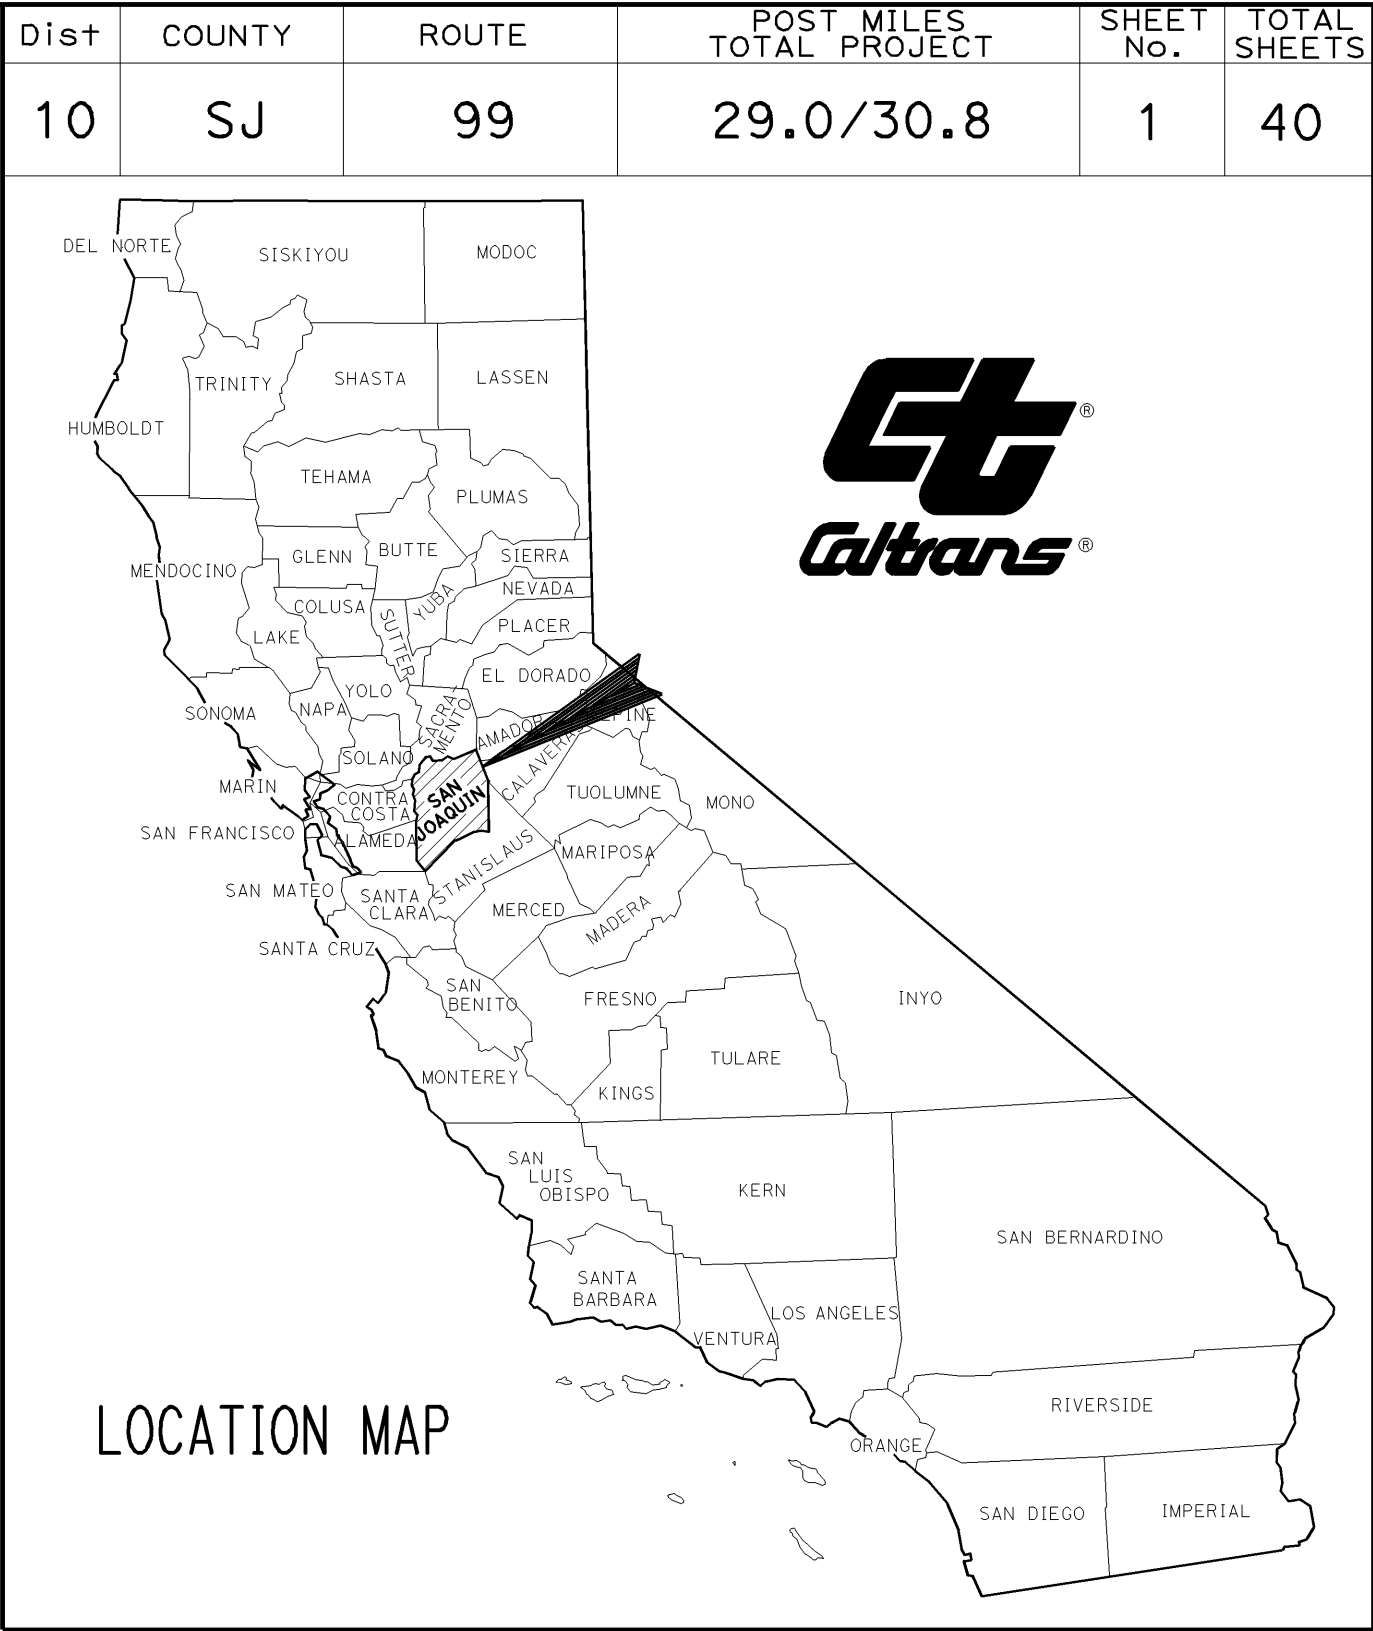 Dist COUNTY ROUTE POST MILES TOTAL PROJECT SHEET No. TOTAL SHEETS
10 SJ 99 29.0/30.8 1 40
DEL NORTE
SISKIYOU
MODOC
TRINITY
SHASTA
LASSEN
HUMBOLDT
TEHAMA
PLUMAS
MENDOCINO
GLENN
BUTTE
SIERRA
NEVADA
COLUSA
YUBA
SUTTER
PLACER
LAKE
EL DORADO
YOLO
SONOMA
NAPA
SACRA-
MENTO
AMADOR
SOLANO
CALAVERAS
MARIN
CONTRA
COSTA
SAN
JOAQUIN
TUOLUMNE
MONO
SAN FRANCISCO
ALAMEDA
STANISLAUS
MARIPOSA
SAN MATEO
SANTA
CLARA
MERCED
MADERA
SANTA CRUZ
SAN
BENITO
FRESNO
INYO
TULARE
MONTEREY
KINGS
SAN
LUIS
OBISPO
KERN
SAN BERNARDINO
SANTA
BARBARA
VENTURA
LOS ANGELES
RIVERSIDE
ORANGE
SAN DIEGO
IMPERIAL
Ct ®
Caltrans ®
LOCATION MAP